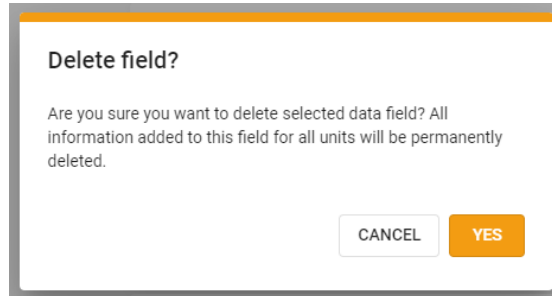 Delete field?
Are you sure you want to delete selected data field? All
information added to this field for all units will be permanently
deleted.
CANCEL YES